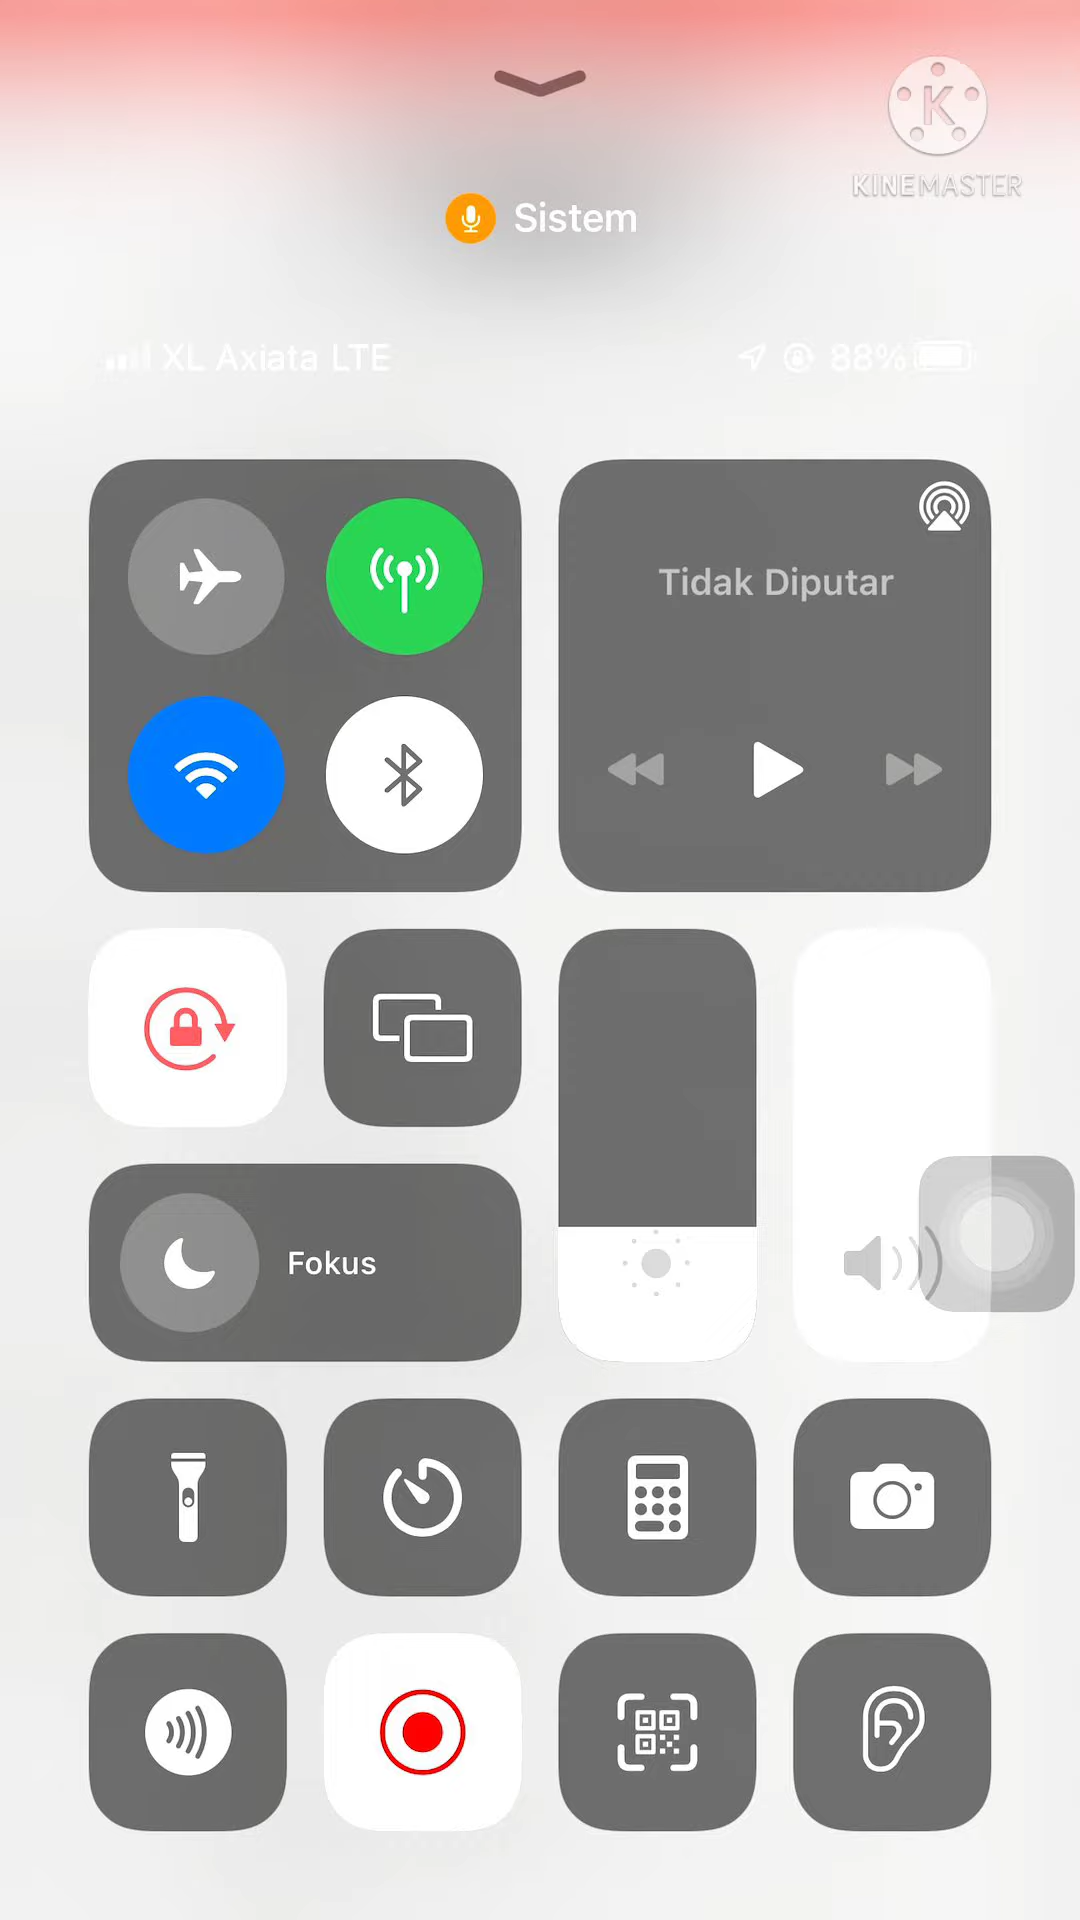 K
KINEMASTER
Sistem
XL Axiata LTE
88%
Tidak Diputar
Fokus